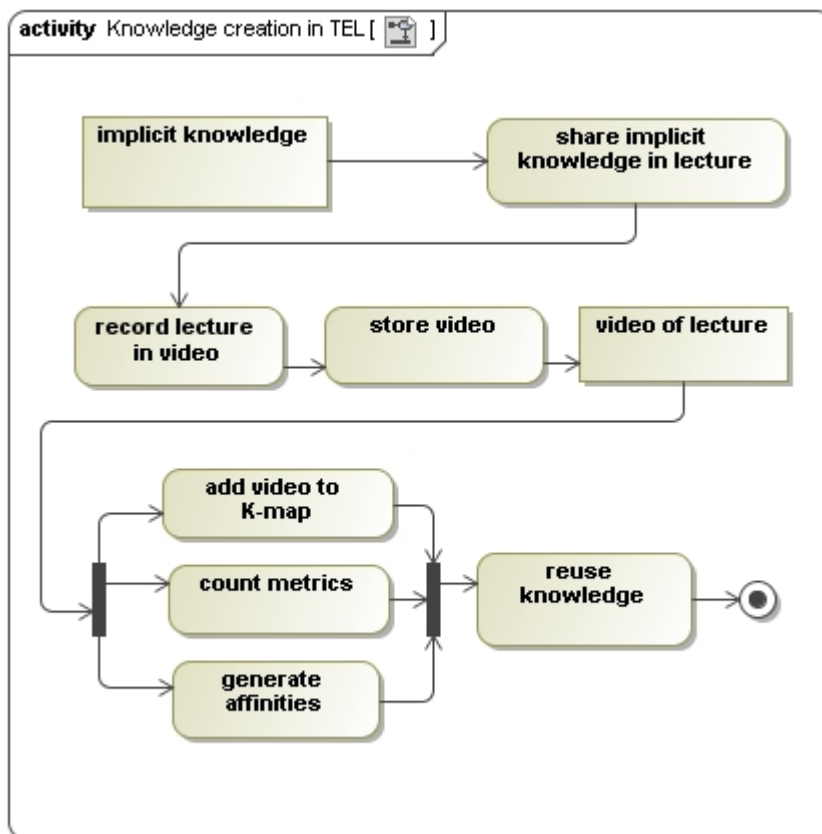 activity Knowledge creation in TEL [ ]
implicit knowledge
share implicit
knowledge in lecture
record lecture
in video
store video
video of lecture
add video to
K-map
count metrics
generate
affinities
reuse
knowledge